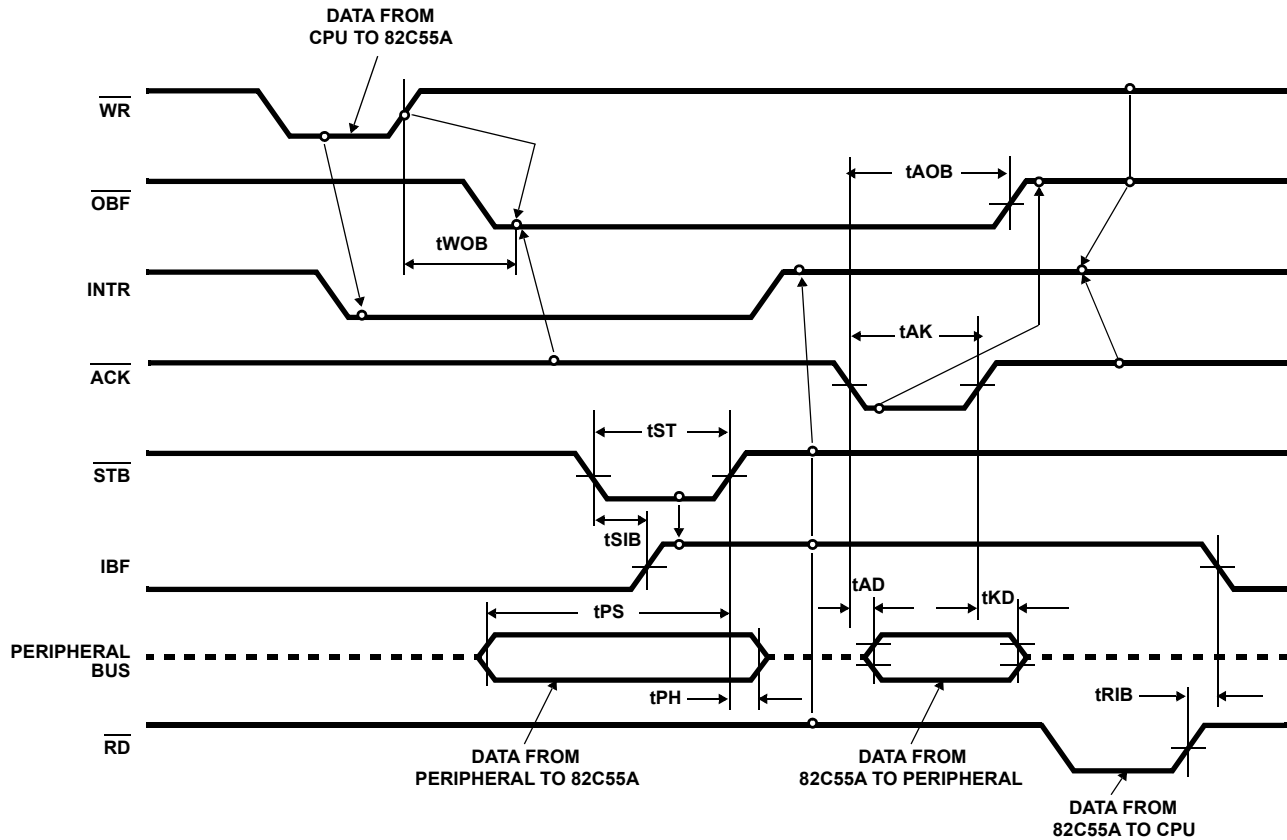 DATA FROM
CPU TO 82C55A
WR
OBF
tAOB
tWOB
INTR
tAK
ACK
tST
STB
tSIB
IBF
tAD
tKD
tPS
PERIPHERAL
BUS
tPH
tRIB
RD
DATA FROM
PERIPHERAL TO 82C55A
DATA FROM
82C55A TO PERIPHERAL
DATA FROM
82C55A TO CPU